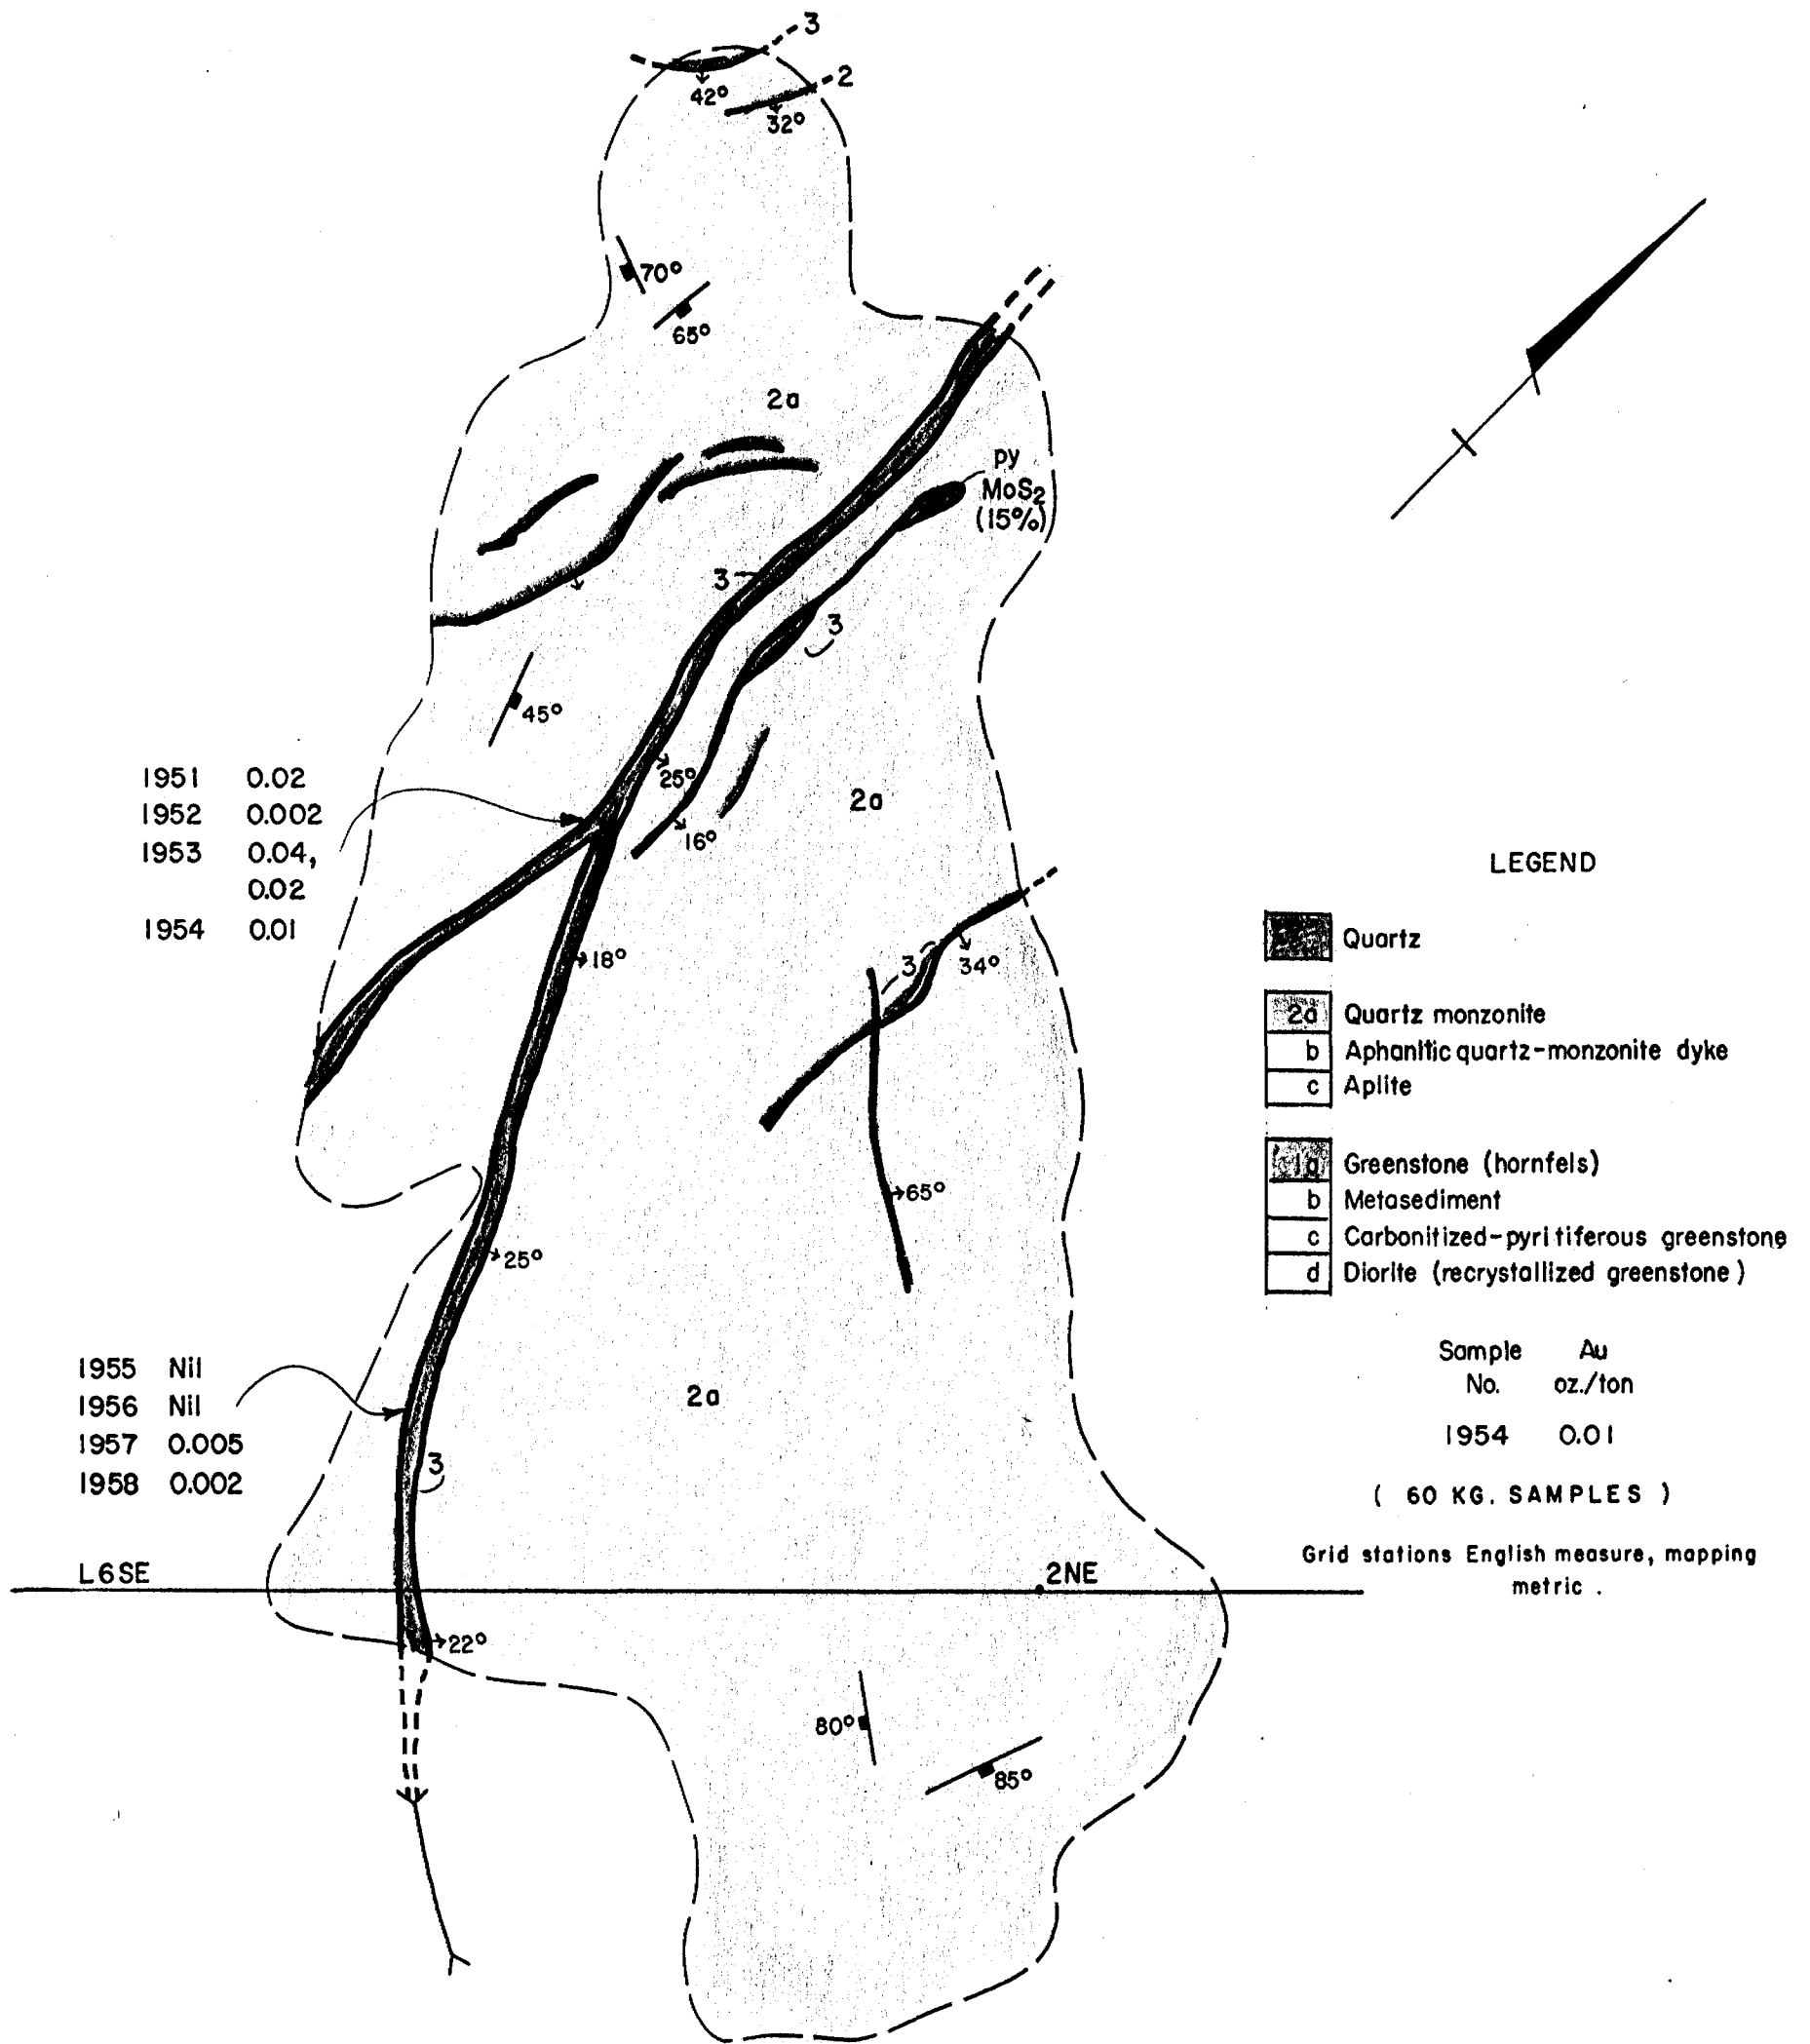 3
2
42°
32°
70°
65°
2a
py
MoS2
(15%)
3
3
45°
1951 0.02
1952 0.002
1953 0.04,
0.02
1954 0.01
25°
16°
2a
18°
3
34°
65°
25°
1955 Nil
1956 Nil
1957 0.005
1958 0.002
3
2a
L6SE
2NE
22°
80°
85°
LEGEND
Quartz
2a Quartz monzonite
b Aphanitic quartz-monzonite dyke
c Aplite
1a Greenstone (hornfels)
b Metasediment
c Carbonitized-pyritiferous greenstone
d Diorite (recrystallized greenstone)
Sample Au
No. oz./ton
1954 0.01
( 60 KG. SAMPLES )
Grid stations English measure, mapping
metric .